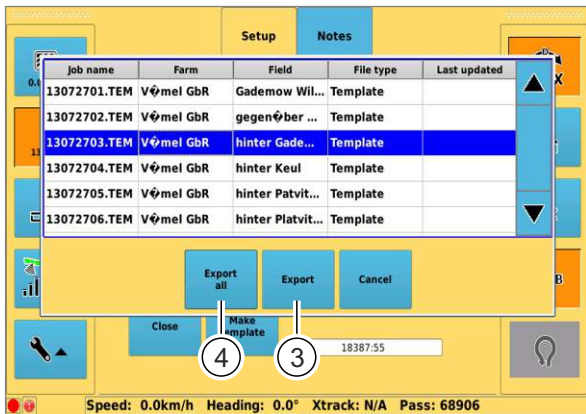 Setup Notes
Job name Farm Field File type Last updated
13072701.TEM V�mel GbR Gademow Wil... Template
13072702.TEM V�mel GbR gegen�ber ... Template
13072703.TEM V�mel GbR hinter Gade... Template
13072704.TEM V�mel GbR hinter Keul Template
13072705.TEM V�mel GbR hinter Patvit... Template
13072706.TEM V�mel GbR hinter Platvit... Template
Export
all
Export
Cancel
Close
Make
4
3
18387:55
Speed: 0.0km/h Heading: 0.0° Xtrack: N/A Pass: 68906